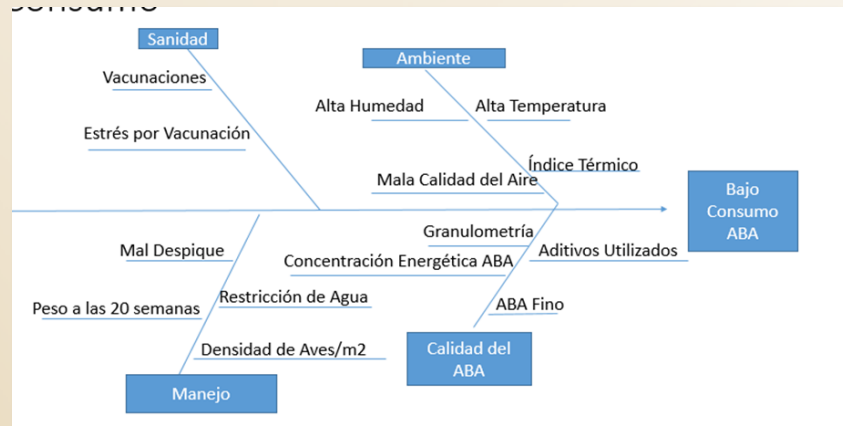 Consumo
Sanidad
Ambiente
Vacunaciones
Alta Humedad
Alta Temperatura
Estrés por Vacunación
Índice Térmico
Mala Calidad del Aire
Bajo
Consumo
ABA
Granulometría
Mal Despique
Aditivos Utilizados
Concentración Energética ABA
Restricción de Agua
Peso a las 20 semanas
ABA Fino
Densidad de Aves/m2
Calidad del
ABA
Manejo